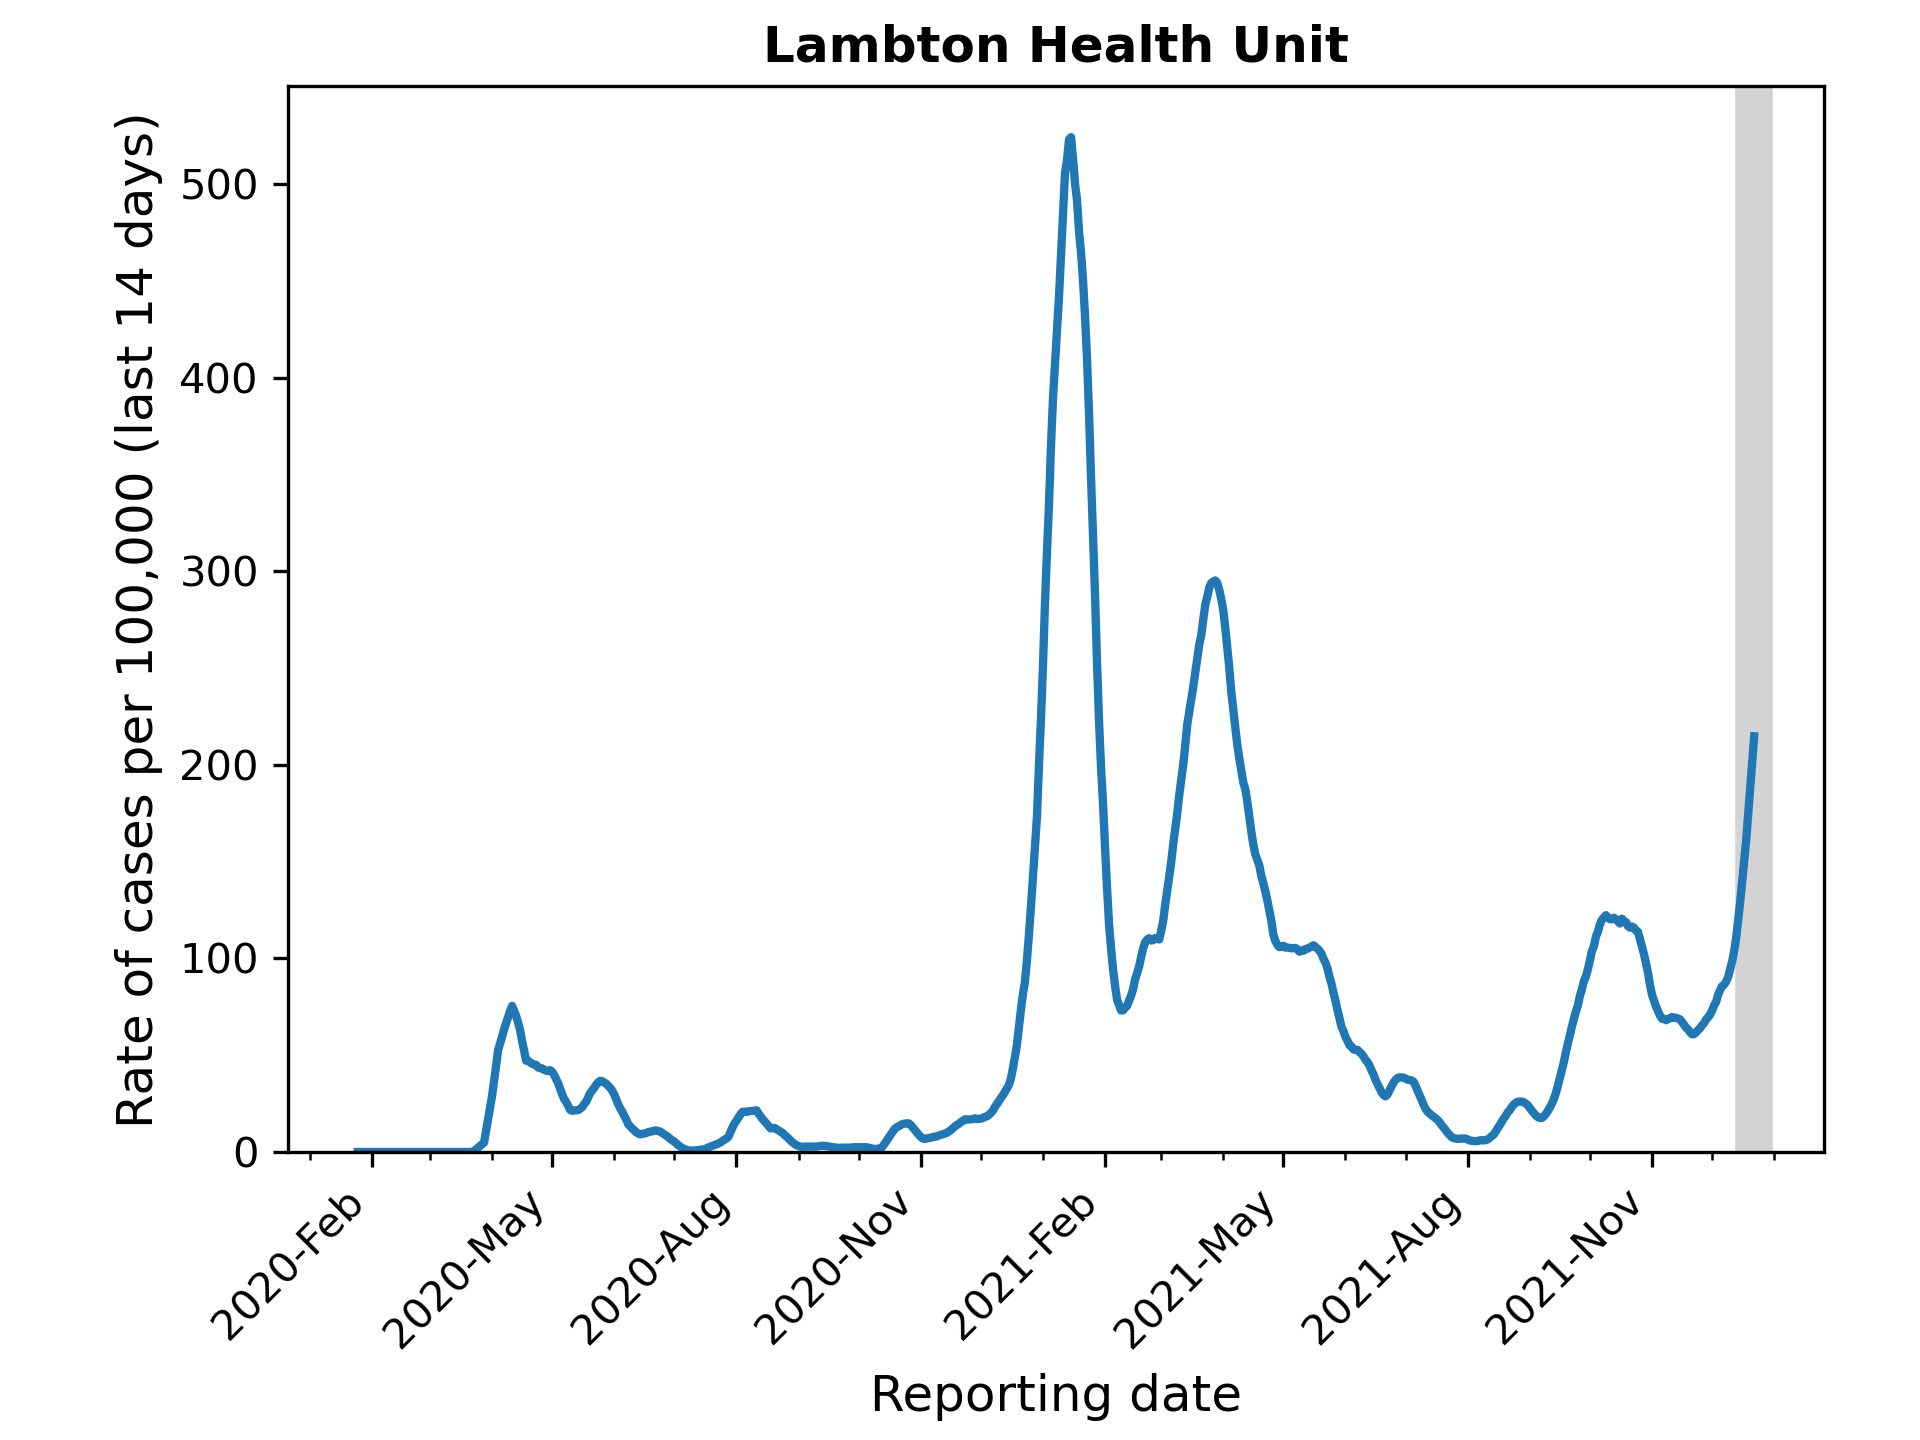 Lambton Health Unit
Rate of cases per 100,000 (last 14 days)
500
400
300
200
100
0
2020-Feb
2020-May
2020-Aug
2020-Nov
2021-Feb
2021-May
2021-Aug
2021-Nov
Reporting date